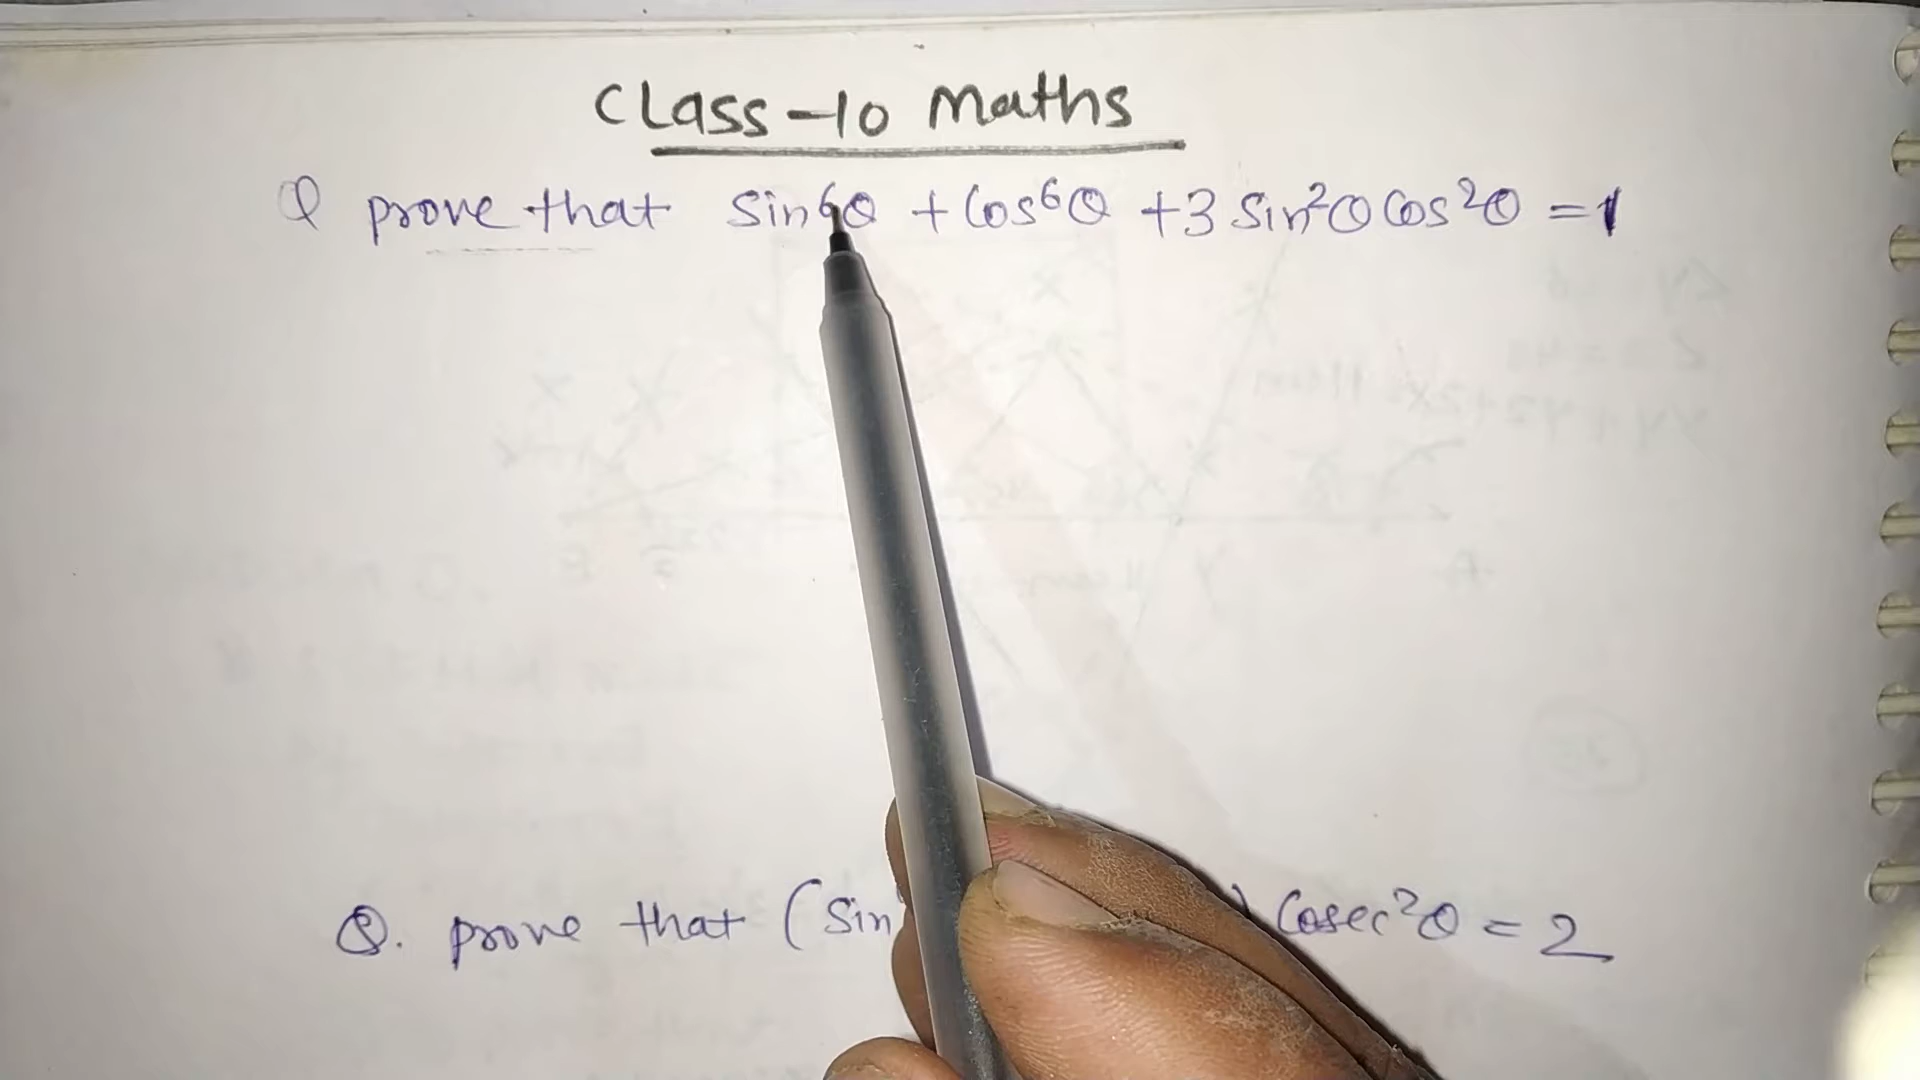 Class-10 Maths
Q prove that sin⁶θ + Cos⁶θ + 3 Sin²θ Cos²θ = 1
Q. prove that (Sin ) Cosec²θ = 2